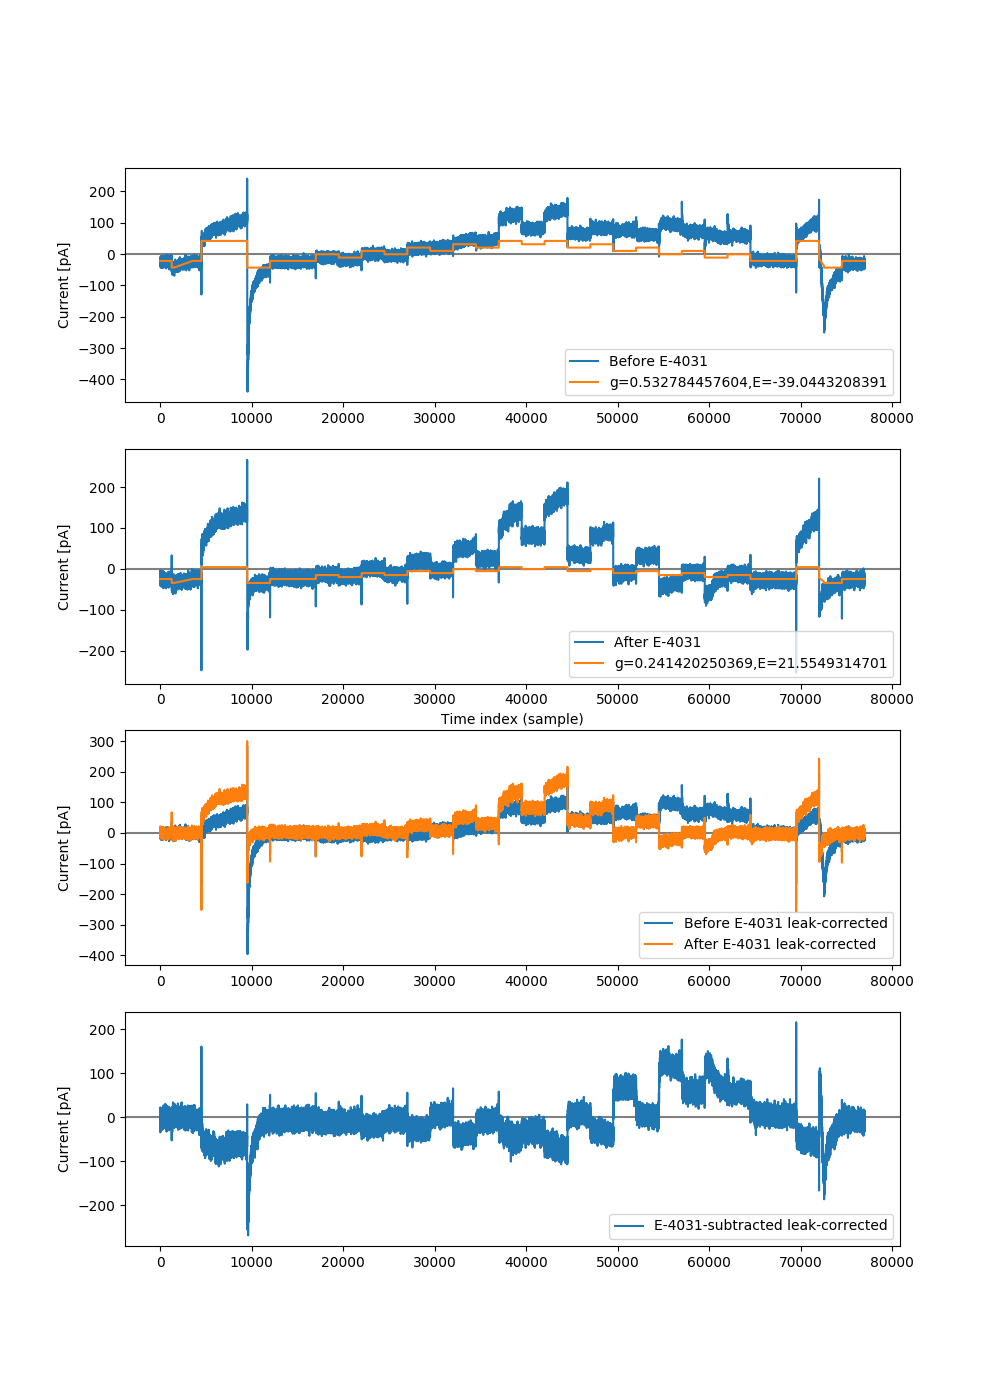 200
100
0
−100
−200
−300
−400
Current [pA]
Before E-4031
g=0.532784457604,E=-39.0443208391
0 10000 20000 30000 40000 50000 60000 70000 80000
200
100
0
−100
−200
Current [pA]
After E-4031
g=0.241420250369,E=21.5549314701
0 10000 20000 30000 40000 50000 60000 70000 80000
Time index (sample)
300
200
100
0
−100
−200
−300
−400
Current [pA]
Before E-4031 leak-corrected
After E-4031 leak-corrected
0 10000 20000 30000 40000 50000 60000 70000 80000
200
100
0
−100
−200
Current [pA]
E-4031-subtracted leak-corrected
0 10000 20000 30000 40000 50000 60000 70000 80000